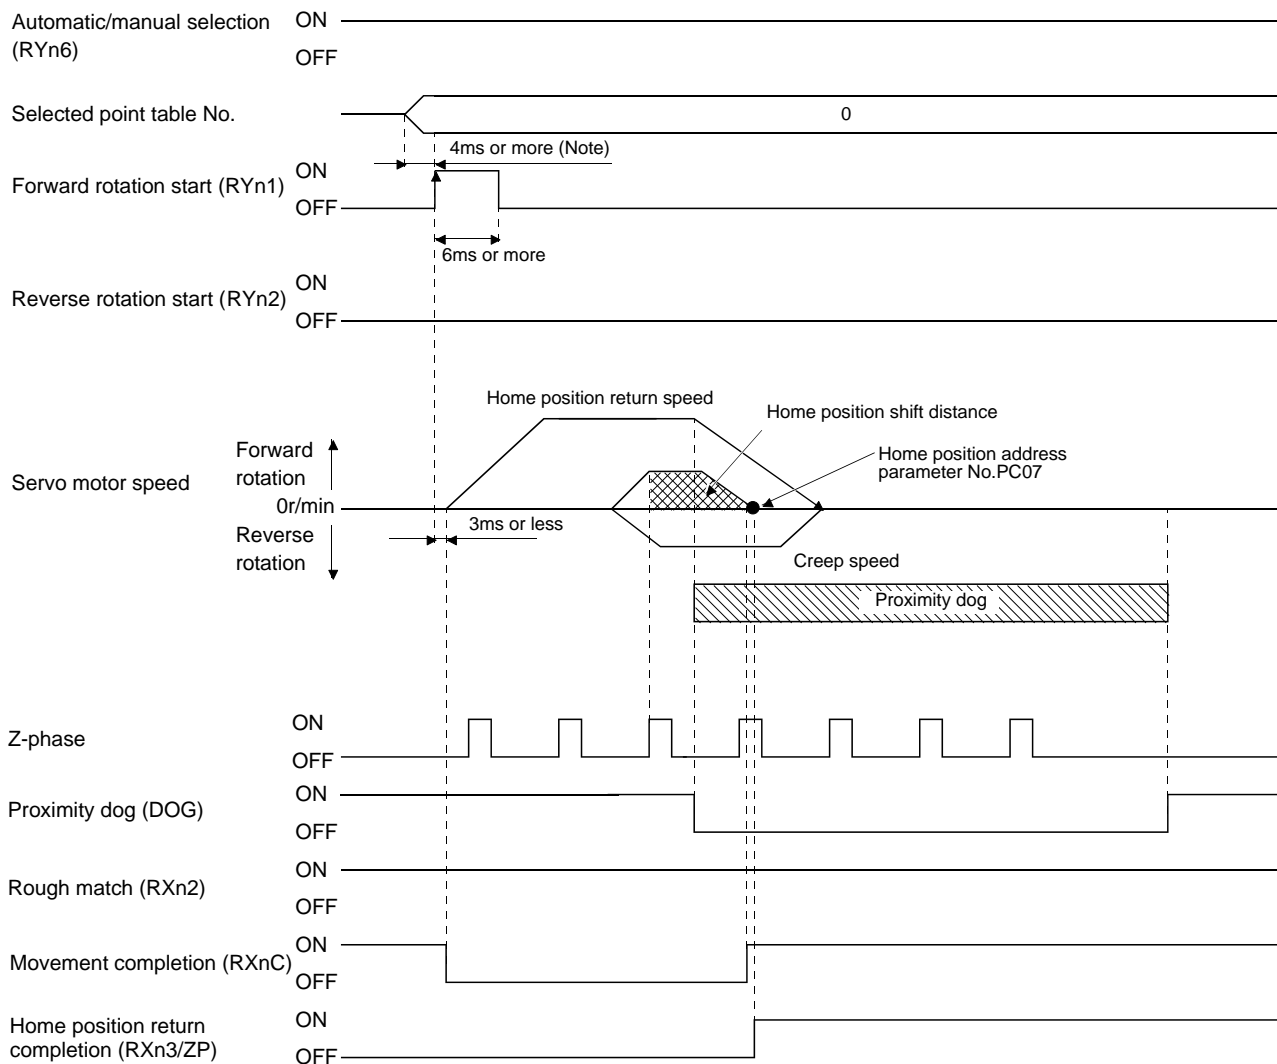 Automatic/manual selection
(RYn6)
ON
OFF
Selected point table No.
0
4ms or more (Note)
Forward rotation start (RYn1)
ON
OFF
6ms or more
Reverse rotation start (RYn2)
ON
OFF
Home position return speed
Home position shift distance
Home position address
parameter No.PC07
Servo motor speed
Forward
rotation
0r/min
Reverse
rotation
3ms or less
Creep speed
Proximity dog
Z-phase
ON
OFF
Proximity dog (DOG)
ON
OFF
Rough match (RXn2)
ON
OFF
Movement completion (RXnC)
ON
OFF
Home position return
completion (RXn3/ZP)
ON
OFF